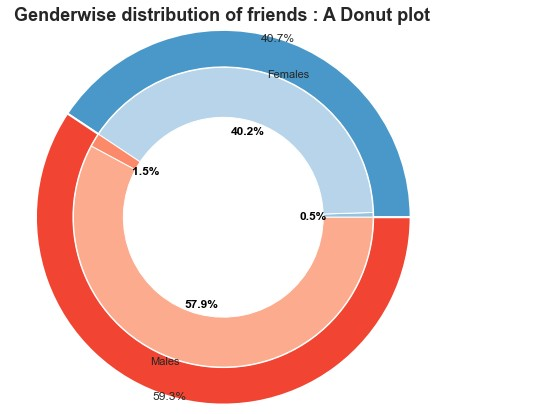 Genderwise distribution of friends : A Donut plot
40.7%
Females
40.2%
1.5%
0.5%
57.9%
Males
59.3%